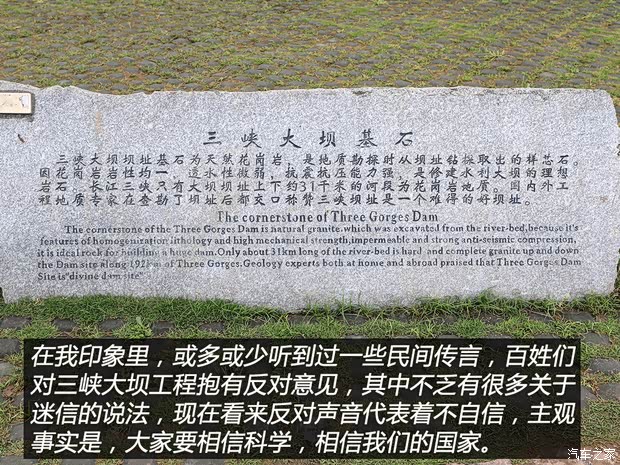 三峡大坝基石
三峡大坝坝址基石为天然花岗岩，是地质勘探时从坝址钻探取出的样芯石。
因花岗岩岩性均一，透水性微弱，抗震抗压能力强，是修建水利大坝的理想
岩石。长江三峡只有大坝坝址上下约31千米的河段为花岗岩地质。国内外工
程地质专家在查勘了坝址后都交口称赞三峡坝址是一个难得的好坝址。
The cornerstone of Three Gorges Dam
The cornerstone of the Three Gorges Dam is natural granite.which was excavated from the river-bed,because it's
features of homogenization lithology and high mechanical strength,impermeable and strong anti-seismic compression,
it is ideal rock for building a huge dam.Only about 31km long of the river-bed is hard and complete granite up and down
the Dam site along 192km of Three Gorges.Geology experts both at home and abroad praised that Three Gorges Dam
Site is"divine dam site".
在我印象里，或多或少听到过一些民间传言，百姓们
对三峡大坝工程抱有反对意见，其中不乏有很多关于
迷信的说法，现在看来反对声音代表着不自信，主观
事实是，大家要相信科学，相信我们的国家。
汽车之家